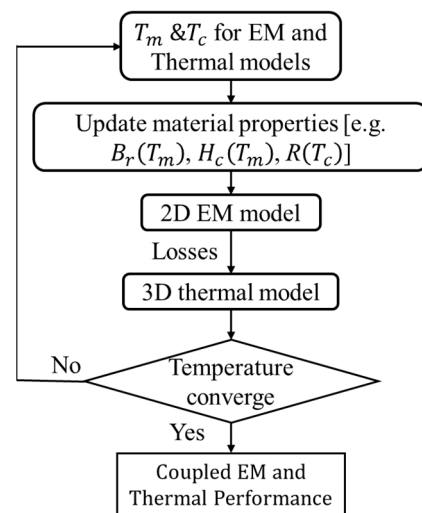 T_m &T_c for EM and
Thermal models
Update material properties [e.g.
B_r(T_m), H_c(T_m), R(T_c)]
2D EM model
Losses
3D thermal model
No
Temperature
converge
Yes
Coupled EM and
Thermal Performance